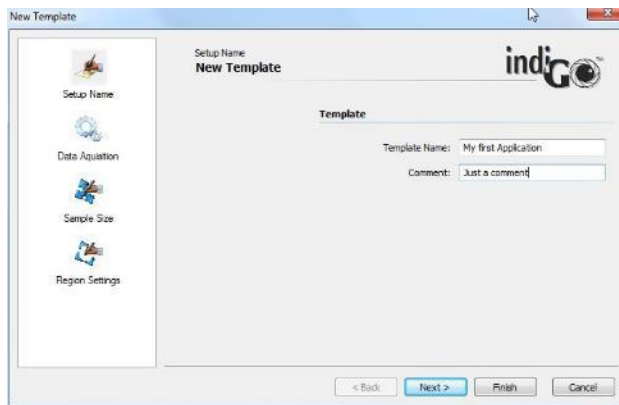 New Template
Setup Name
New Template
indiGo™
Template
Template Name: My first Application
Comment: Just a comment
Setup Name
Data Aquisition
Sample Size
Region Settings
< Back Next > Finish Cancel